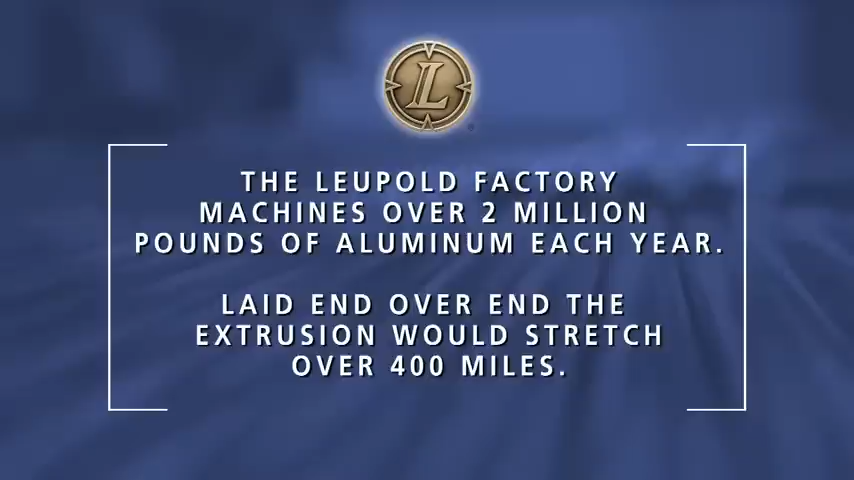 L
THE LEUPOLD FACTORY
MACHINES OVER 2 MILLION
POUNDS OF ALUMINUM EACH YEAR.
LAID END OVER END THE
EXTRUSION WOULD STRETCH
OVER 400 MILES.